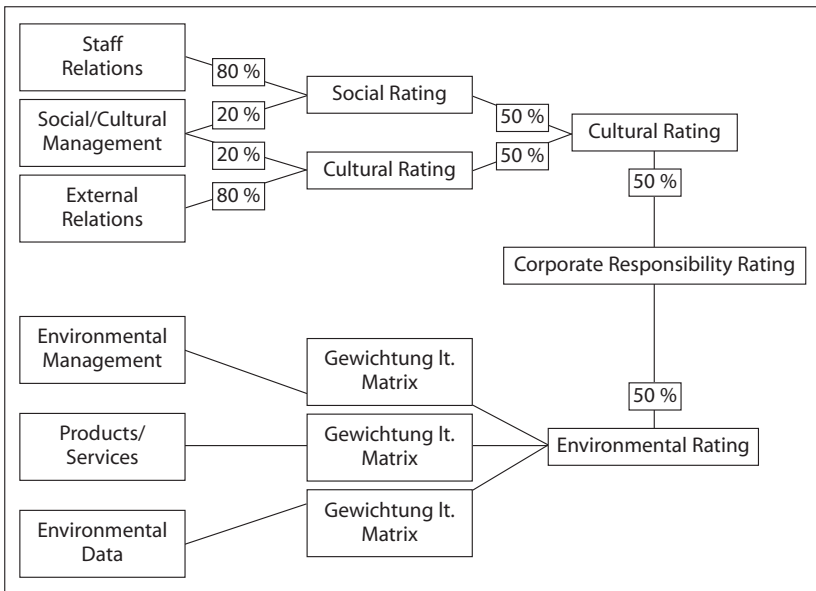 Staff
Relations
80 %
Social Rating
Social/Cultural
Management
20 %
20 %
50 %
50 %
Cultural Rating
Cultural Rating
External
Relations
80 %
50 %
Corporate Responsibility Rating
Environmental
Management
Gewichtung lt.
Matrix
50 %
Products/
Services
Gewichtung lt.
Matrix
Environmental Rating
Environmental
Data
Gewichtung lt.
Matrix